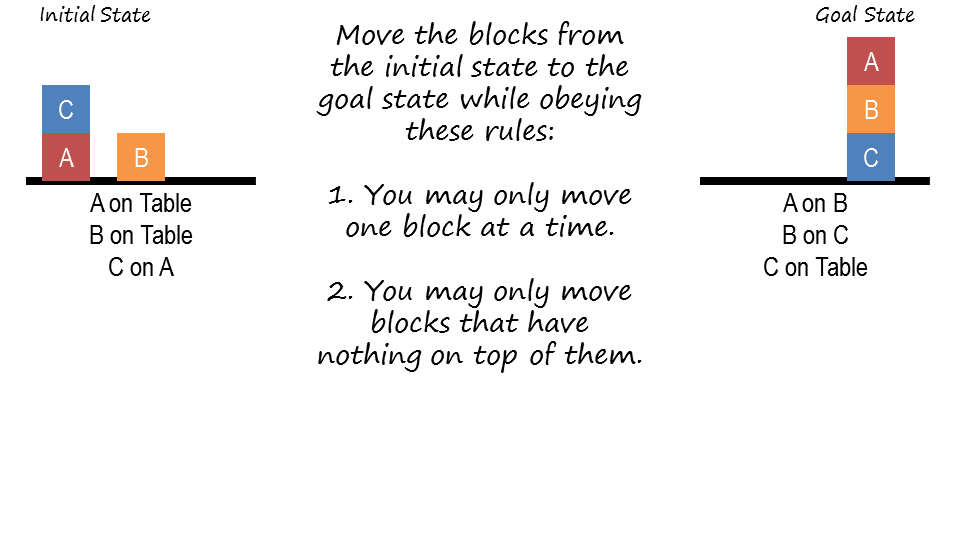 Initial State
C
A
B
A on Table
B on Table
C on A
Move the blocks from
the initial state to the
goal state while obeying
these rules:
1. You may only move
one block at a time.
2. You may only move
blocks that have
nothing on top of them.
Goal State
A
B
C
A on B
B on C
C on Table